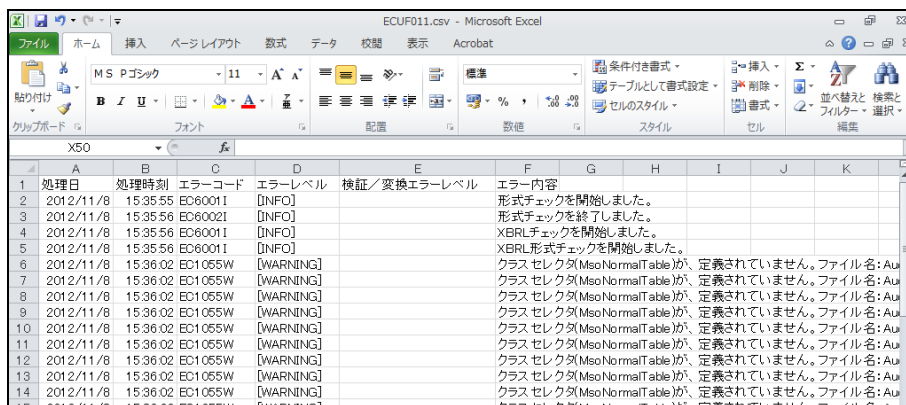 ECUF011.csv - Microsoft Excel
ファイル ホーム 挿入 ページ レイアウト 数式 データ 校閲 表示 Acrobat
MS Pゴシック 11 A A 標準 条件付き書式 挿入 Σ
貼り付け B I U A % , テーブルとして書式設定 削除 並べ替えと 検索と
セルのスタイル 書式 フィルター 選択
クリップボード フォント 配置 数値 スタイル セル 編集
X50 fx
A B C D E F G H I J K
1 処理日 処理時刻 エラーコード エラーレベル 検証/変換エラーレベル エラー内容
2 2012/11/8 15:35:55 EC6001I [INFO] 形式チェックを開始しました。
3 2012/11/8 15:35:56 EC6002I [INFO] 形式チェックを終了しました。
4 2012/11/8 15:35:56 EC6001I [INFO] XBRLチェックを開始しました。
5 2012/11/8 15:35:56 EC6001I [INFO] XBRL形式チェックを開始しました。
6 2012/11/8 15:36:02 EC1055W [WARNING] クラス セレクタ(MsoNormalTable)が、定義されていません。ファイル名:Au
7 2012/11/8 15:36:02 EC1055W [WARNING] クラス セレクタ(MsoNormalTable)が、定義されていません。ファイル名:Au
8 2012/11/8 15:36:02 EC1055W [WARNING] クラス セレクタ(MsoNormalTable)が、定義されていません。ファイル名:Au
9 2012/11/8 15:36:02 EC1055W [WARNING] クラス セレクタ(MsoNormalTable)が、定義されていません。ファイル名:Au
10 2012/11/8 15:36:02 EC1055W [WARNING] クラス セレクタ(MsoNormalTable)が、定義されていません。ファイル名:Au
11 2012/11/8 15:36:02 EC1055W [WARNING] クラス セレクタ(MsoNormalTable)が、定義されていません。ファイル名:Au
12 2012/11/8 15:36:02 EC1055W [WARNING] クラス セレクタ(MsoNormalTable)が、定義されていません。ファイル名:Au
13 2012/11/8 15:36:02 EC1055W [WARNING] クラス セレクタ(MsoNormalTable)が、定義されていません。ファイル名:Au
14 2012/11/8 15:36:02 EC1055W [WARNING] クラス セレクタ(MsoNormalTable)が、定義されていません。ファイル名:Au